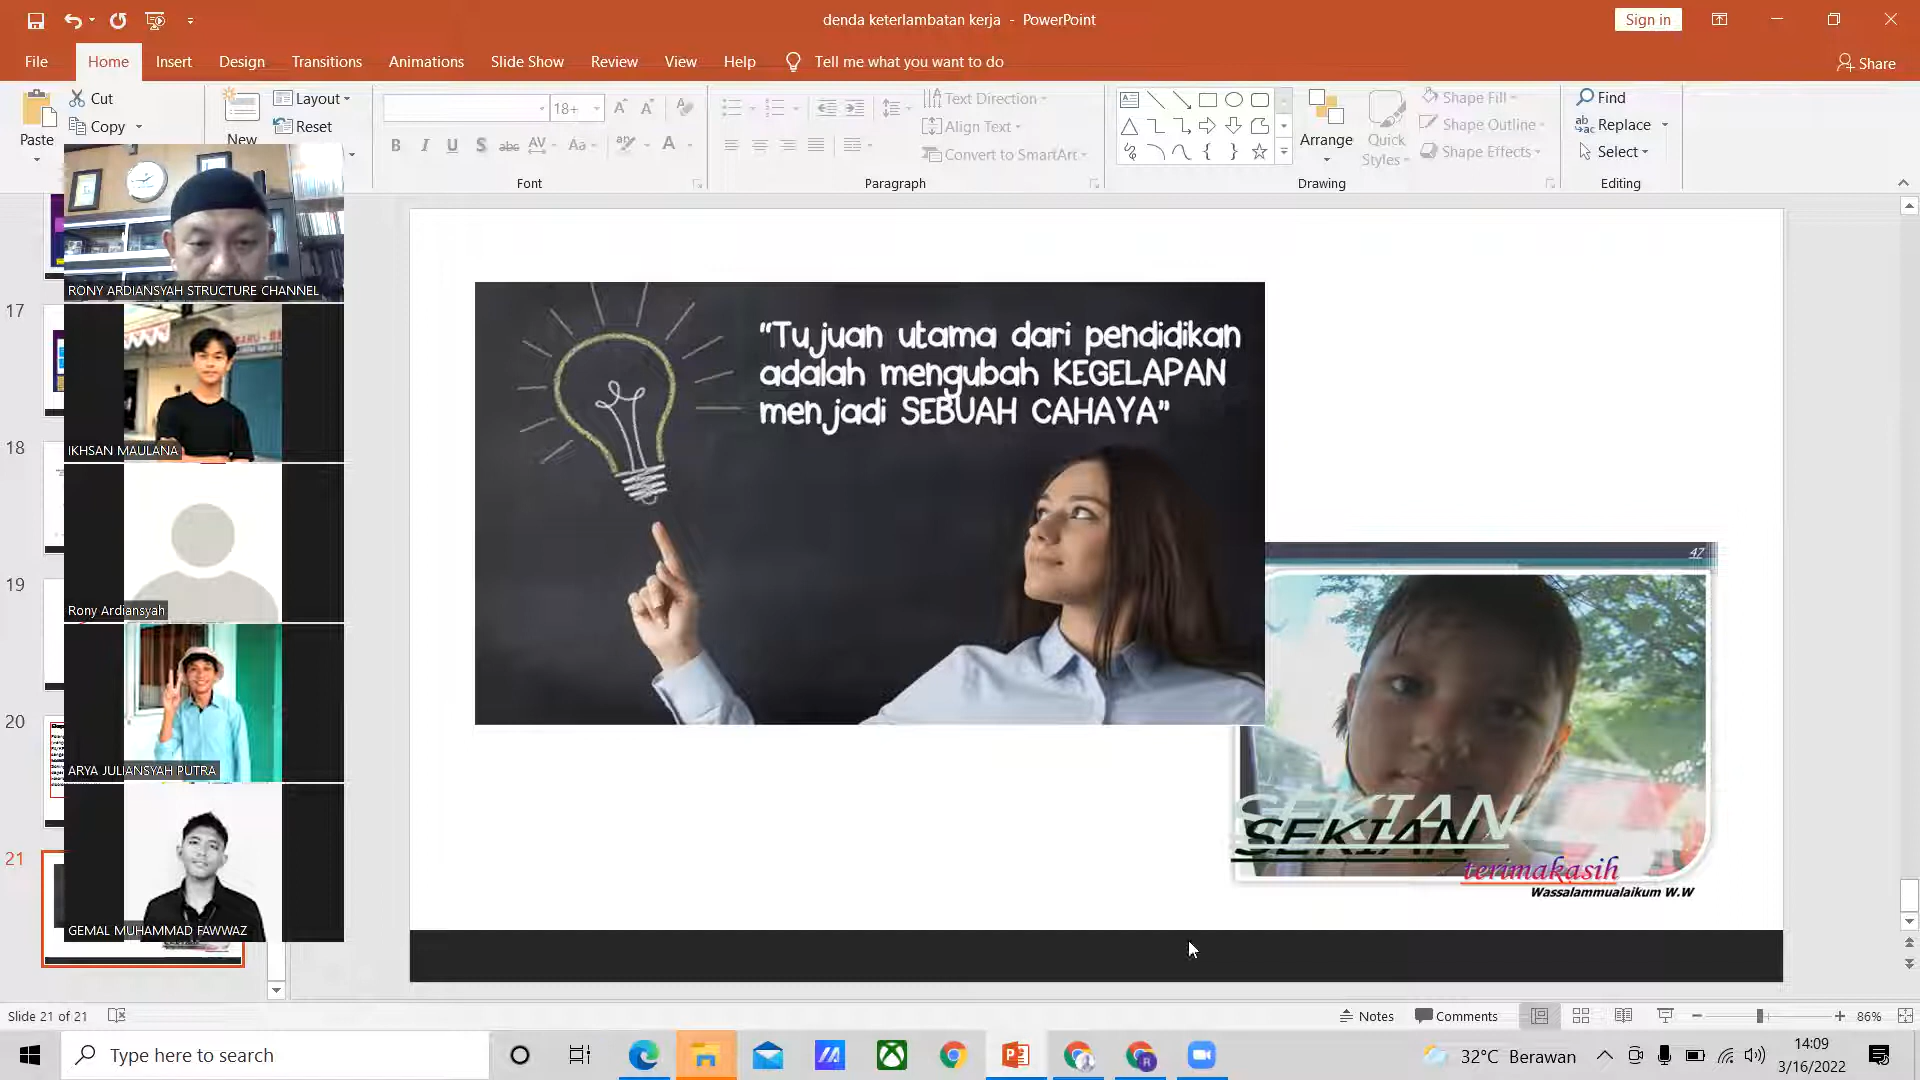 denda keterlambatan kerja - PowerPoint
Sign in
File Home Insert Design Transitions Animations Slide Show Review View Help Tell me what you want to do
Share
Paste
Cut
Copy
New
Layout
Reset
18+
Font
Text Direction
Align Text
Convert to SmartArt
Paragraph
Arrange
Quick Styles
Shape Fill
Shape Outline
Shape Effects
Drawing
Find
Replace
Select
Editing
RONY ARDIANSYAH STRUCTURE CHANNEL
IKHSAN MAULANA
Rony Ardiansyah
ARYA JULIANSYAH PUTRA
GEMAL MUHAMMAD FAWWAZ
17
18
19
20
21
"Tujuan utama dari pendidikan
adalah mengubah KEGELAPAN
menjadi SEBUAH CAHAYA"
47
SEKIAN
SEKIAN
terimakasih
Wassalammualaikum W.W
Slide 21 of 21
Notes
Comments
86%
Type here to search
32°C Berawan
14:09
3/16/2022